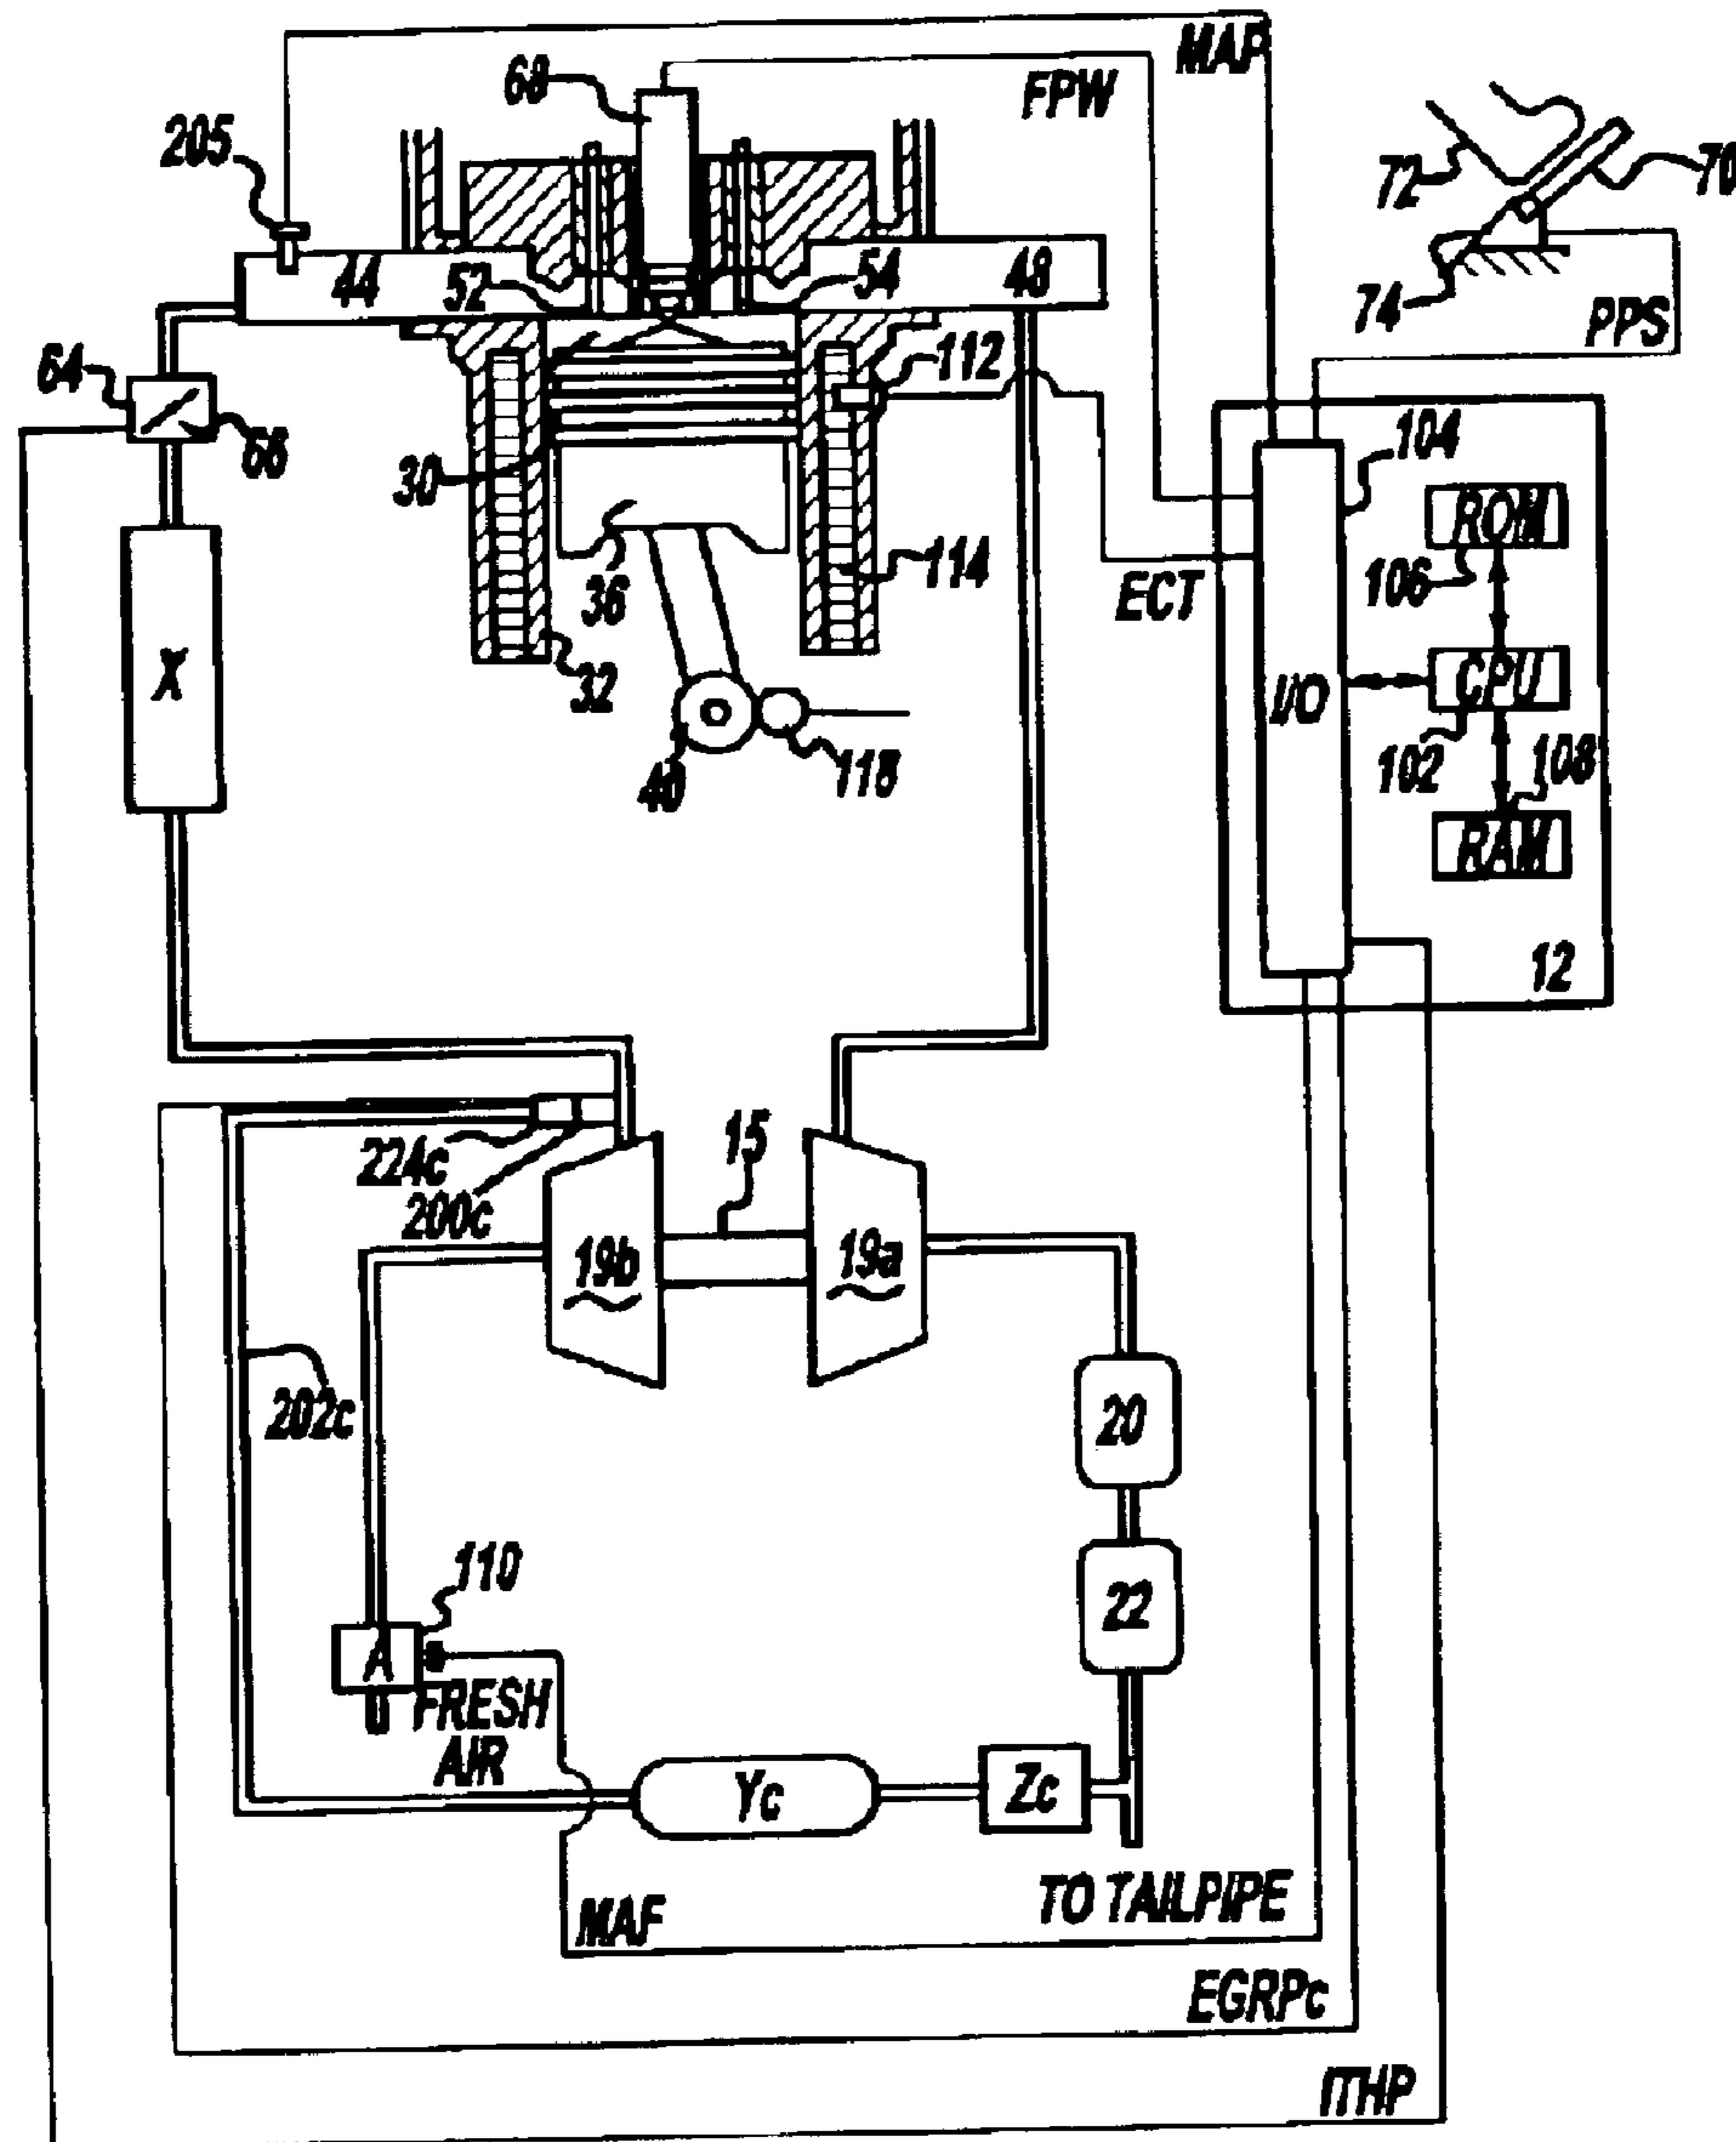 MAP
68
FPW
205
72
70
44
52
54
48
74
PPS
64
112
66
104
30
ROM
36
114
106
ECT
X
32
I/O
CPU
40
118
102
108
RAM
12
15
224c
200c
19b
19a
202c
20
110
22
A
FRESH
AIR
Yc
Zc
TO TAILPIPE
MAF
EGRPc
ITHP